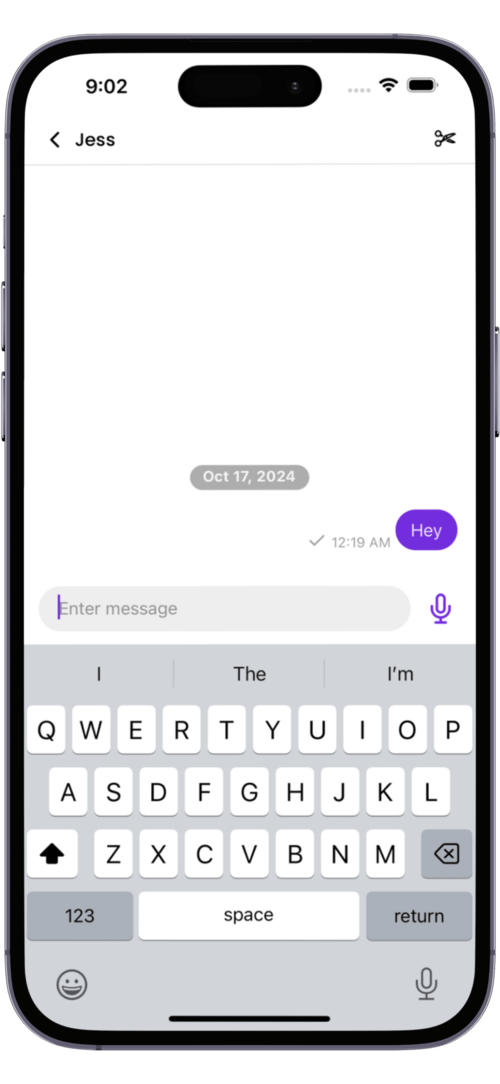 9:02
Jess
Oct 17, 2024
12:19 AM Hey
Enter message
I The I'm
Q W E R T Y U I O P
A S D F G H J K L
Z X C V B N M
123 space return